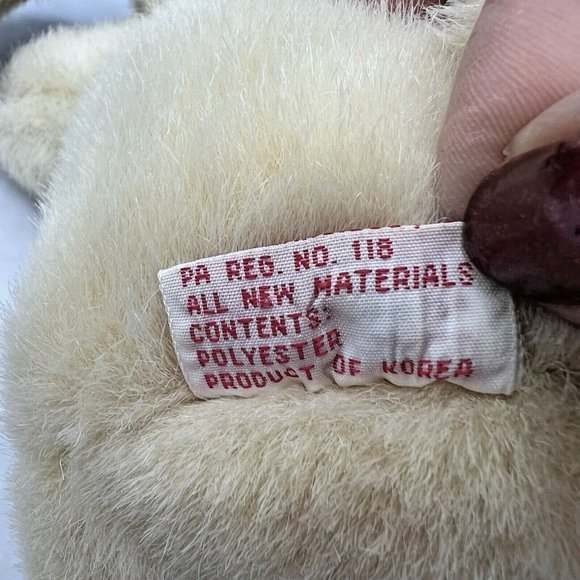 PA REG. NO. 118
ALL NEW MATERIALS
CONTENTS:
POLYESTER
PRODUCT OF KOREA